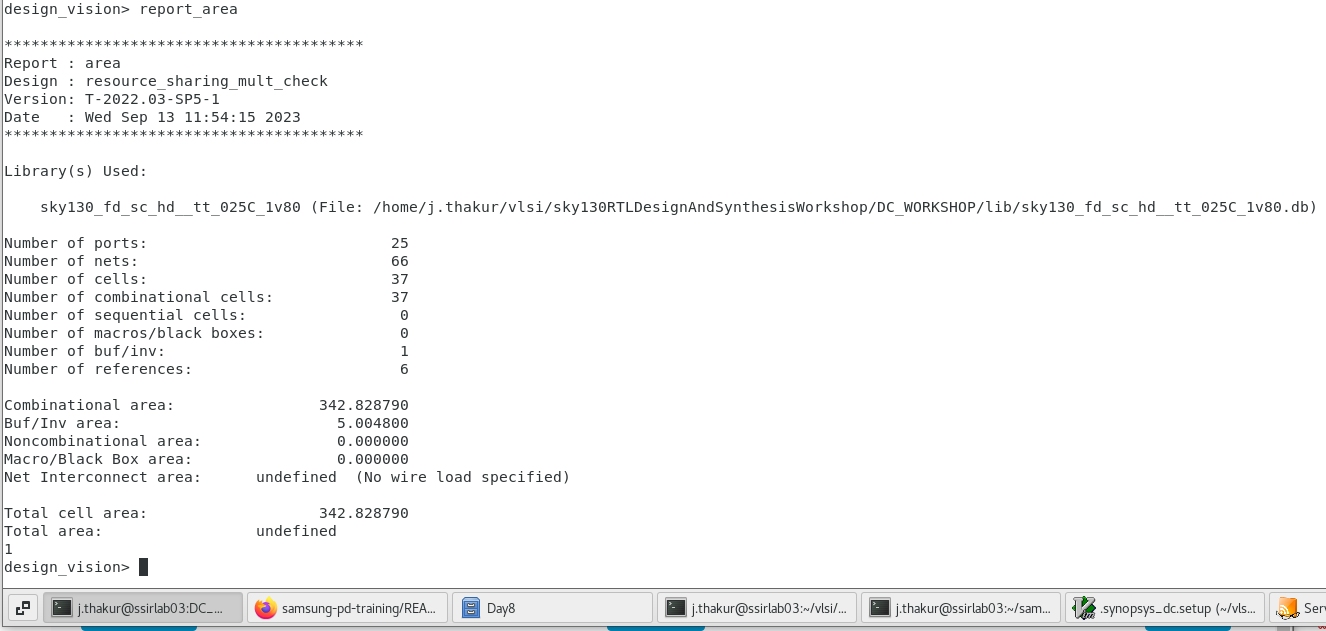 design_vision> report_area
****************************************
Report : area
Design : resource_sharing_mult_check
Version: T-2022.03-SP5-1
Date   : Wed Sep 13 11:54:15 2023
****************************************
Library(s) Used:
    sky130_fd_sc_hd__tt_025C_1v80 (File: /home/j.thakur/vlsi/sky130RTLDesignAndSynthesisWorkshop/DC_WORKSHOP/lib/sky130_fd_sc_hd__tt_025C_1v80.db)
Number of ports:                           25
Number of nets:                            66
Number of cells:                           37
Number of combinational cells:             37
Number of sequential cells:                 0
Number of macros/black boxes:               0
Number of buf/inv:                          1
Number of references:                       6
Combinational area:                342.828790
Buf/Inv area:                        5.004800
Noncombinational area:               0.000000
Macro/Black Box area:                0.000000
Net Interconnect area:      undefined  (No wire load specified)
Total cell area:                   342.828790
Total area:                 undefined
1
design_vision>
j.thakur@ssirlab03:DC_... samsung-pd-training/REA... Day8 j.thakur@ssirlab03:~/vlsi/... j.thakur@ssirlab03:~/sam... .synopsys_dc.setup (~/vls... Serv